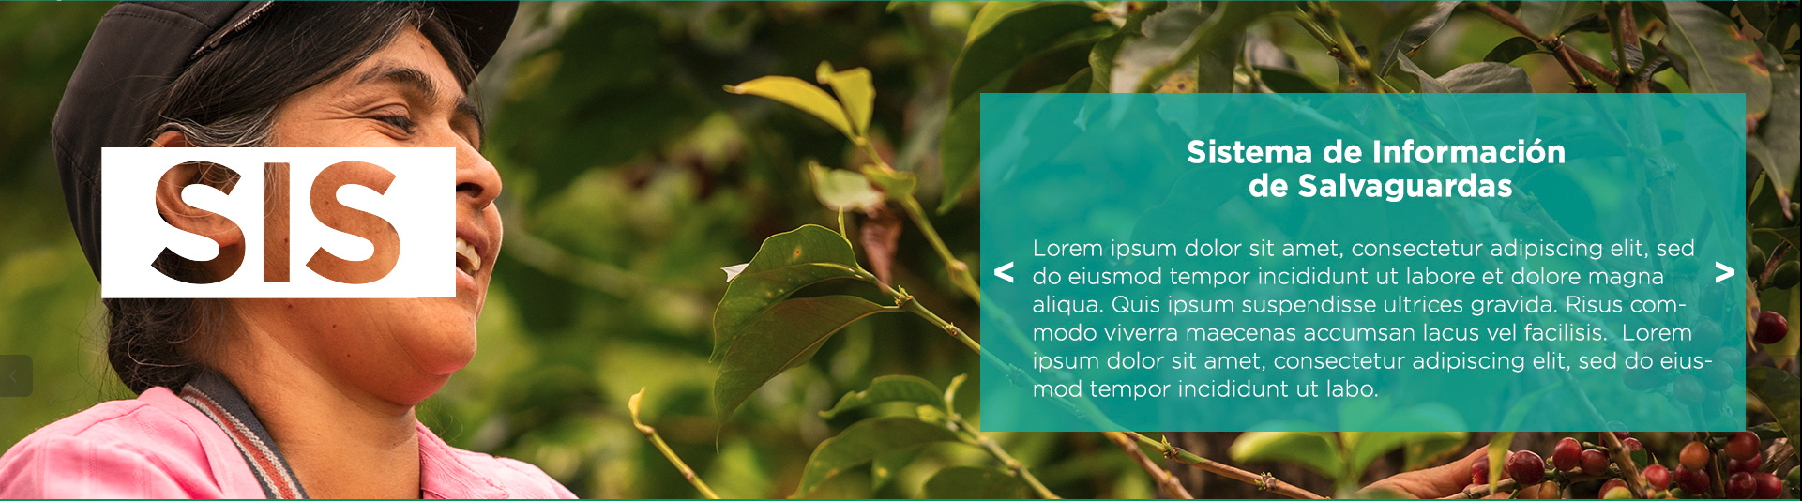 SIS
Sistema de Información
de Salvaguardas
Lorem ipsum dolor sit amet, consectetur adipiscing elit, sed
do eiusmod tempor incididunt ut labore et dolore magna
aliqua. Quis ipsum suspendisse ultrices gravida. Risus com-
modo viverra maecenas accumsan lacus vel facilisis.  Lorem
ipsum dolor sit amet, consectetur adipiscing elit, sed do eius-
mod tempor incididunt ut labo.
< >